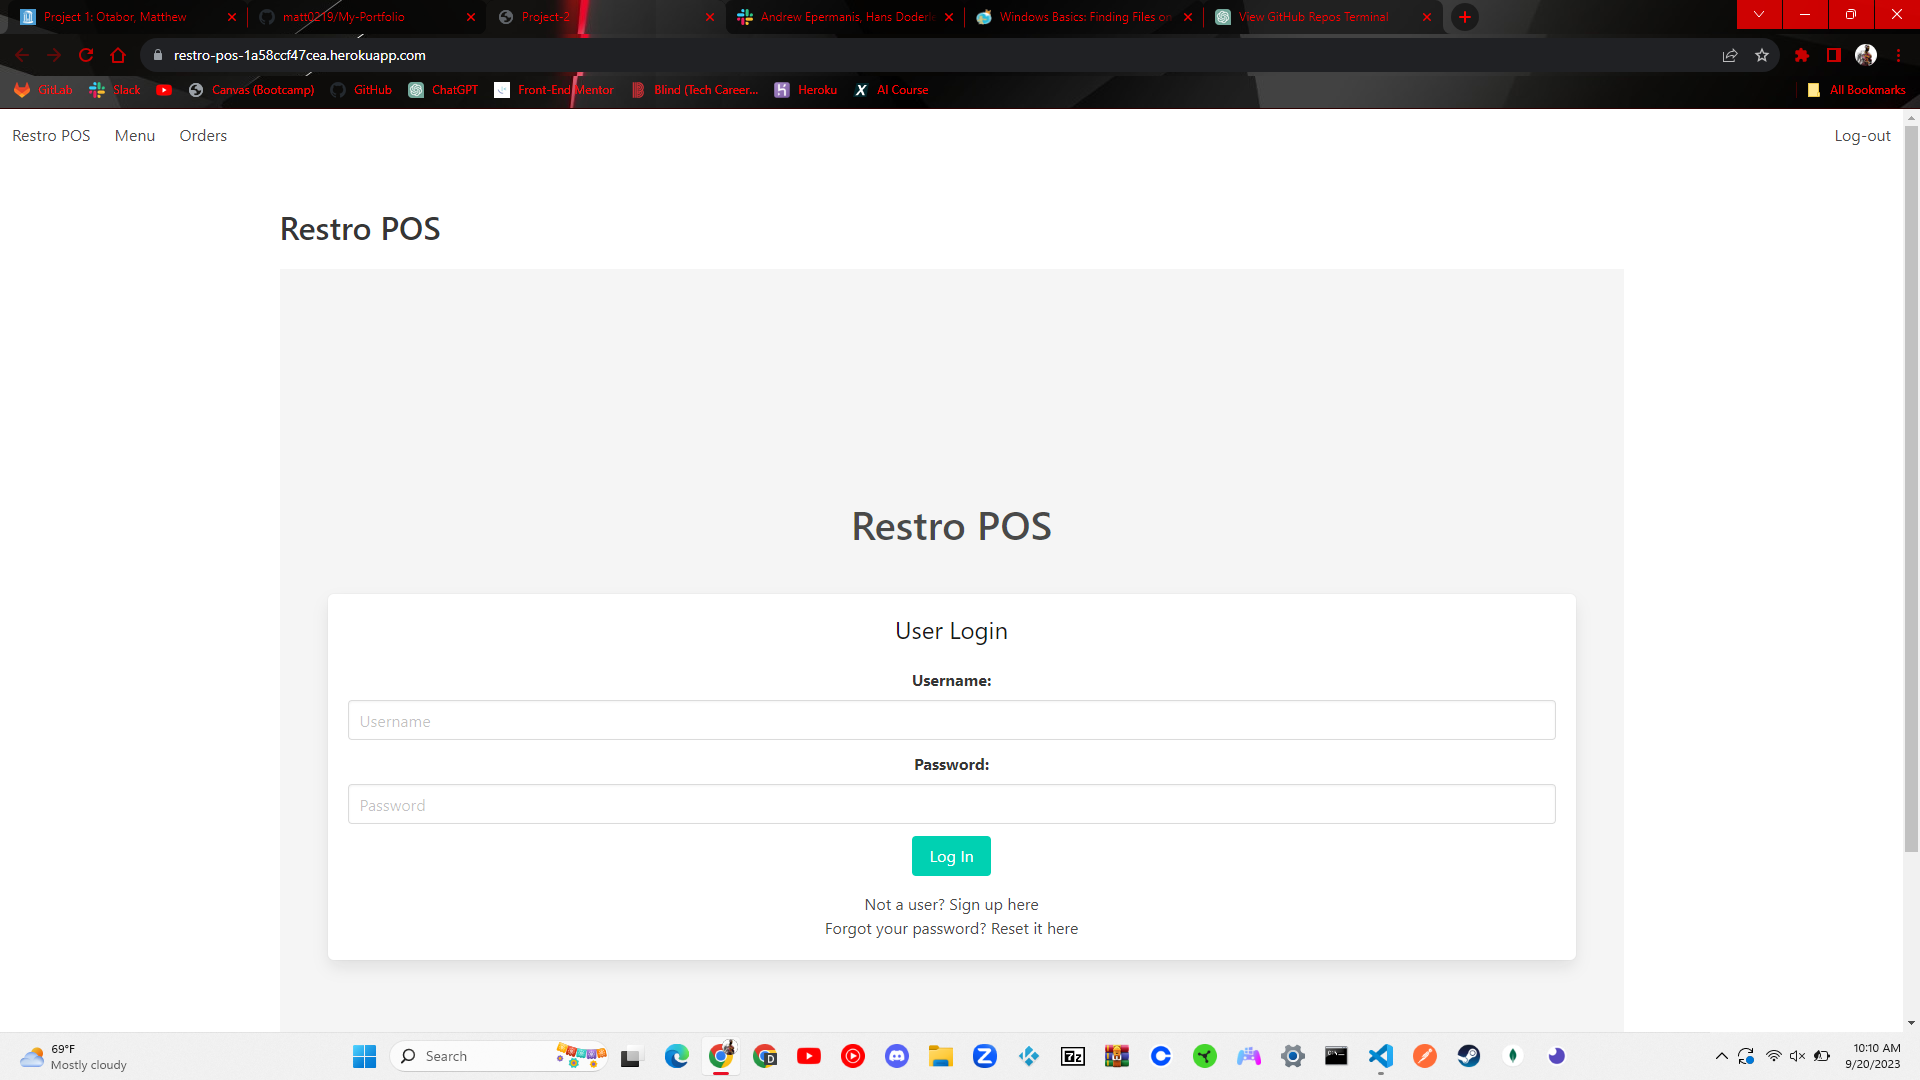 Project 1: Otabor, Matthew
matt0219/My-Portfolio
Project-2
Andrew Epermanis, Hans Doderle
Windows Basics: Finding Files on
View GitHub Repos Terminal
restro-pos-1a58ccf47cea.herokuapp.com
GitLab
Slack
Canvas (Bootcamp)
GitHub
ChatGPT
Front-End Mentor
Blind (Tech Career...
Heroku
AI Course
All Bookmarks
Restro POS
Menu
Orders
Log-out
Restro POS
Restro POS
User Login
Username:
Username
Password:
Password
Log In
Not a user? Sign up here
Forgot your password? Reset it here
69°F
Mostly cloudy
Search
10:10 AM
9/20/2023